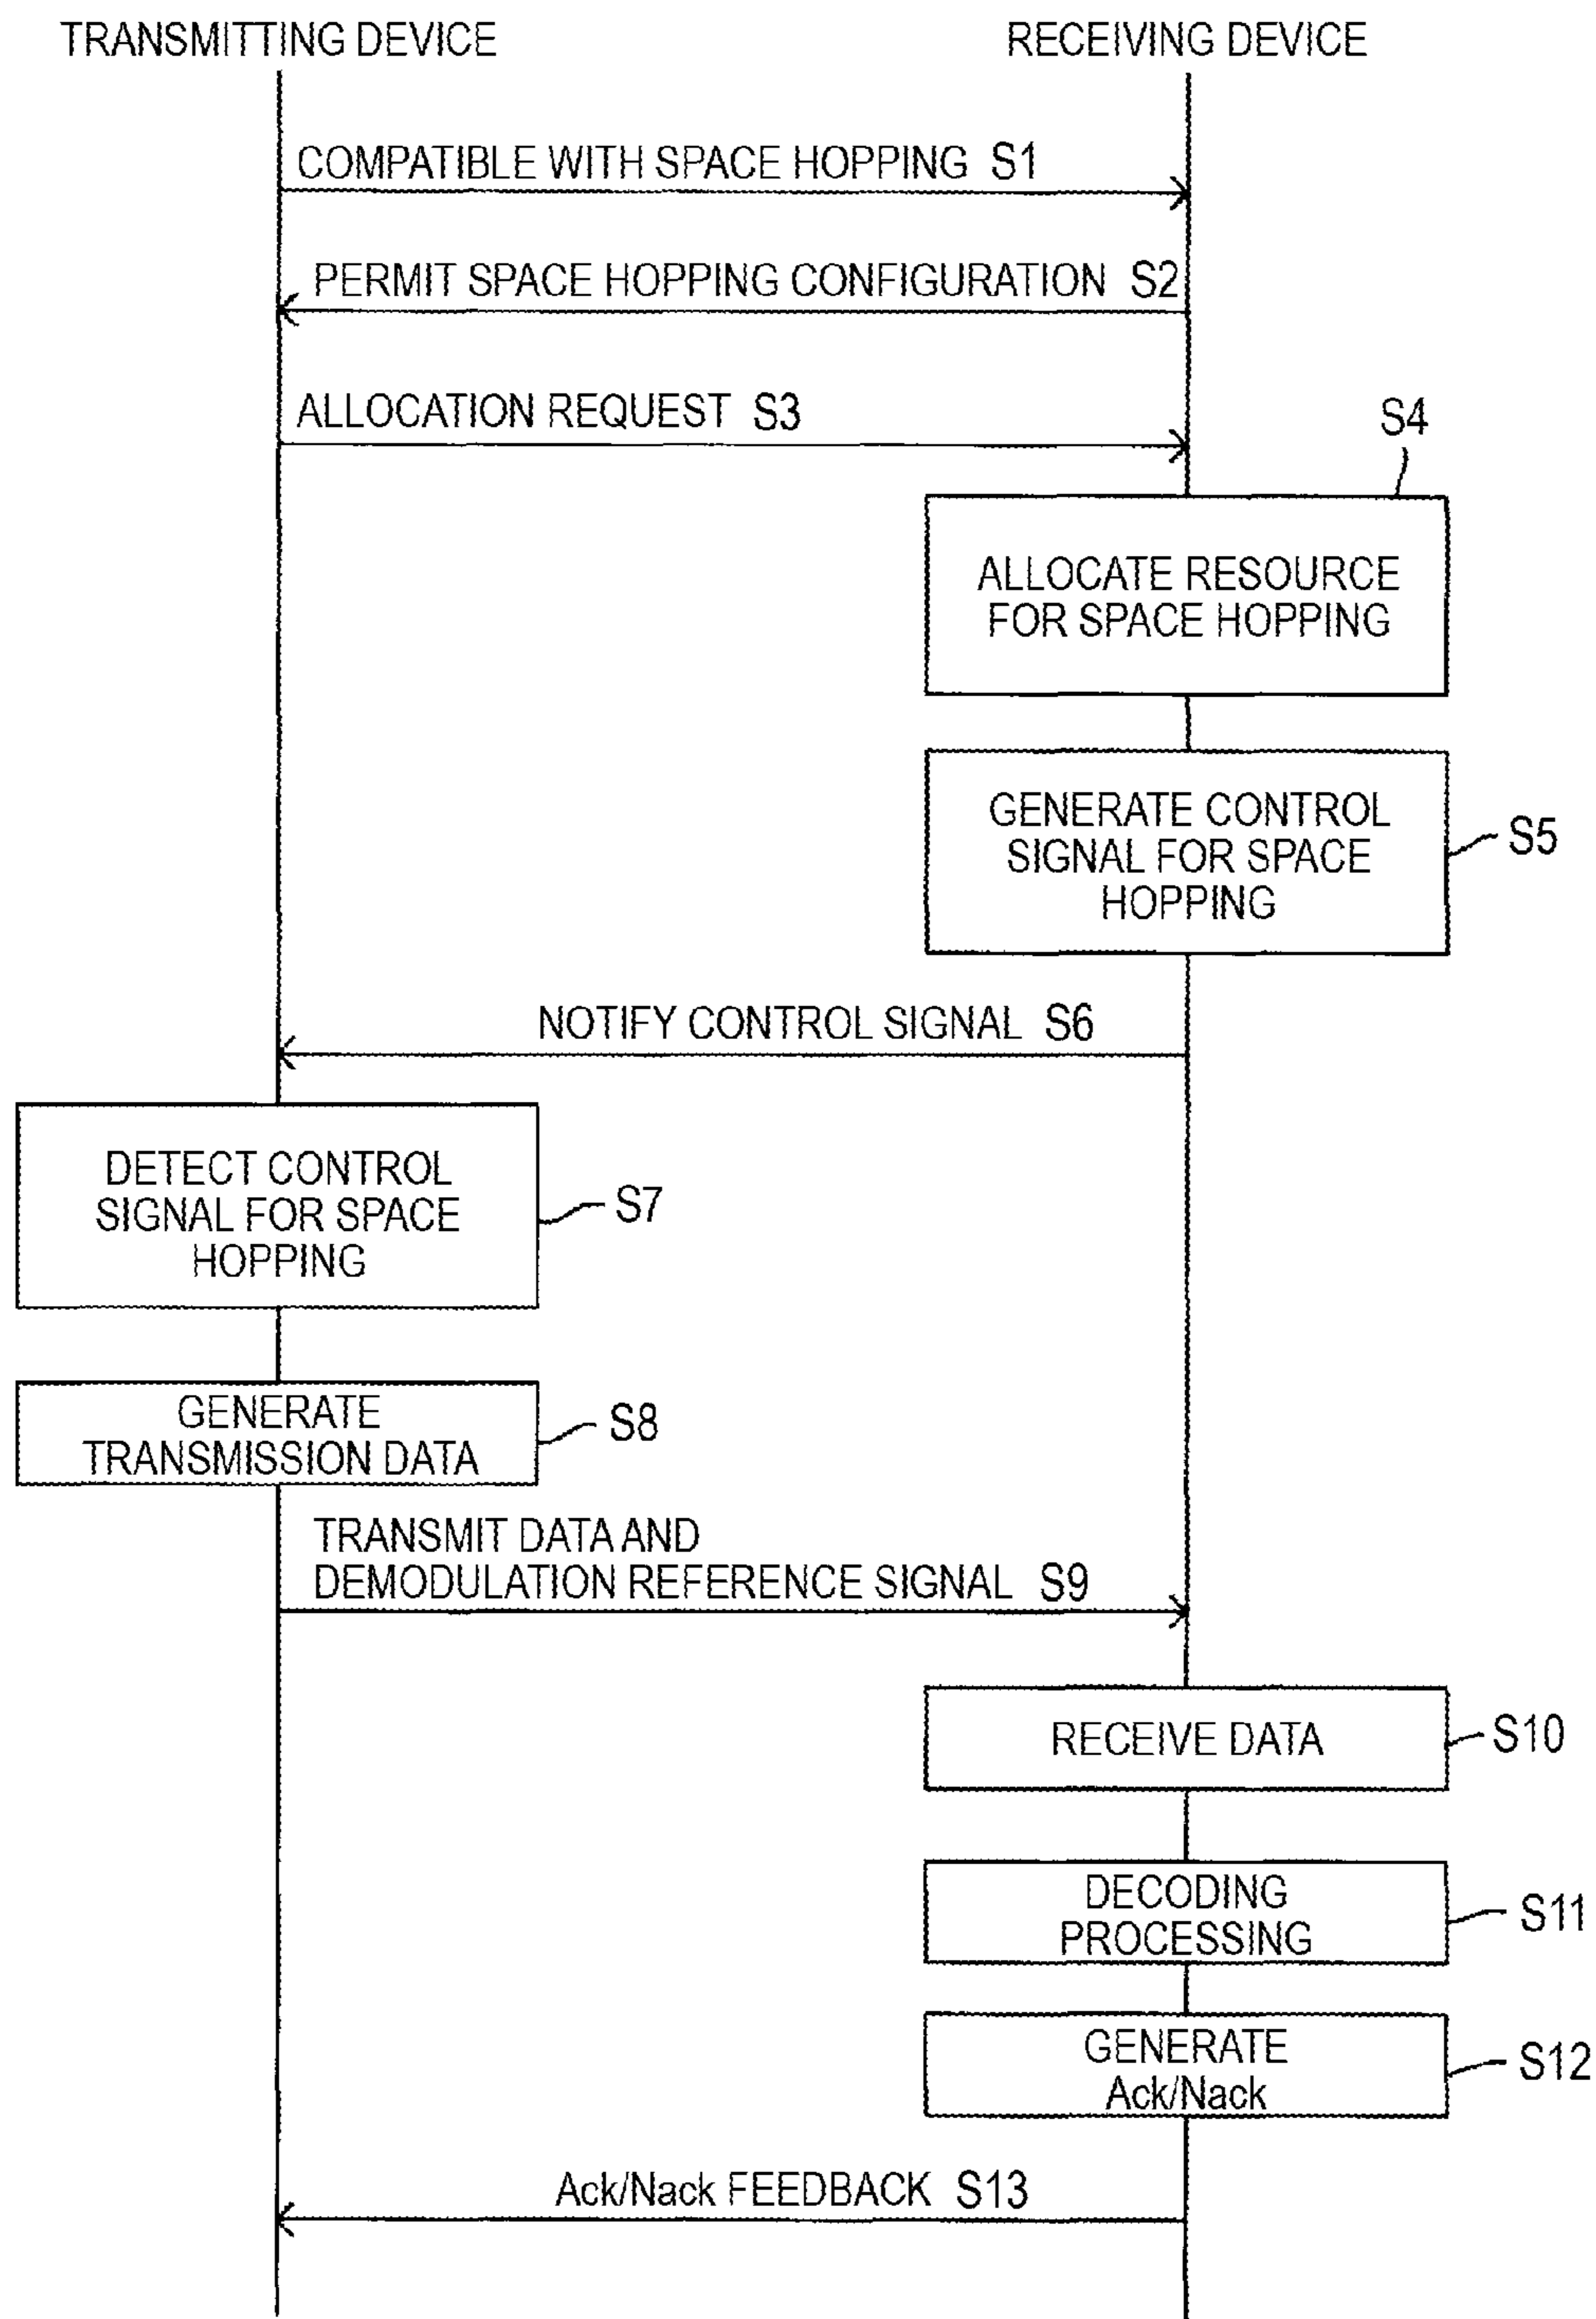 TRANSMITTING DEVICE
RECEIVING DEVICE
COMPATIBLE WITH SPACE HOPPING S1
PERMIT SPACE HOPPING CONFIGURATION S2
ALLOCATION REQUEST S3
S4
ALLOCATE RESOURCE
FOR SPACE HOPPING
GENERATE CONTROL
SIGNAL FOR SPACE
HOPPING
S5
NOTIFY CONTROL SIGNAL S6
DETECT CONTROL
SIGNAL FOR SPACE
HOPPING
S7
GENERATE
TRANSMISSION DATA
S8
TRANSMIT DATA AND
DEMODULATION REFERENCE SIGNAL S9
RECEIVE DATA
S10
DECODING
PROCESSING
S11
GENERATE
Ack/Nack
S12
Ack/Nack FEEDBACK S13